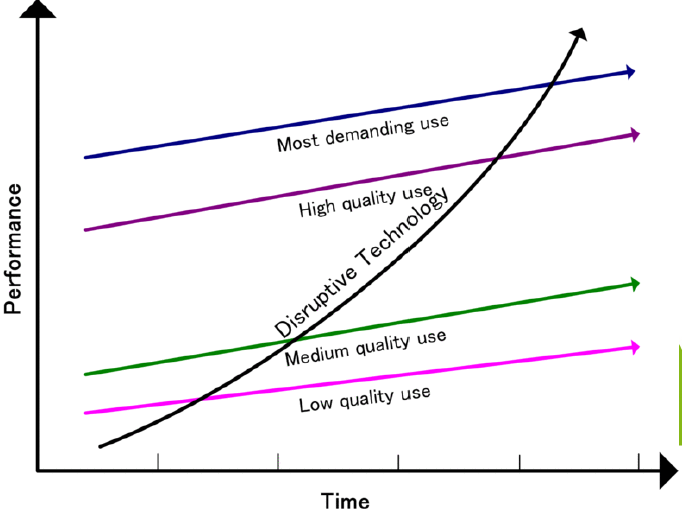 Performance
Most demanding use
High quality use
Disruptive Technology
Medium quality use
Low quality use
Time